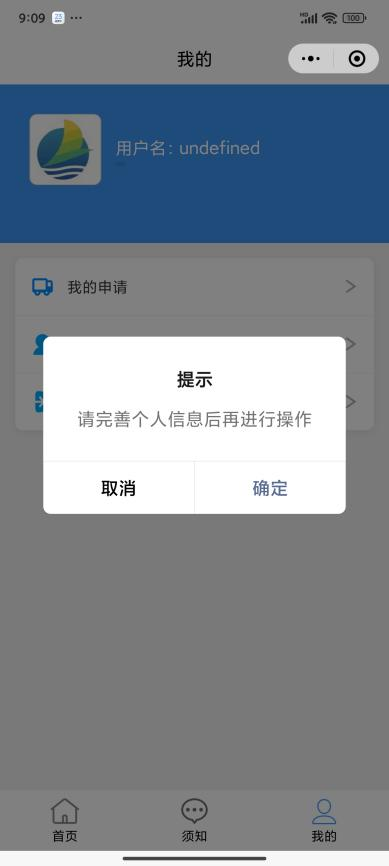 9:09
23
HD
100
我的
用户名：undefined
我的申请
提示
请完善个人信息后再进行操作
取消
确定
首页
须知
我的